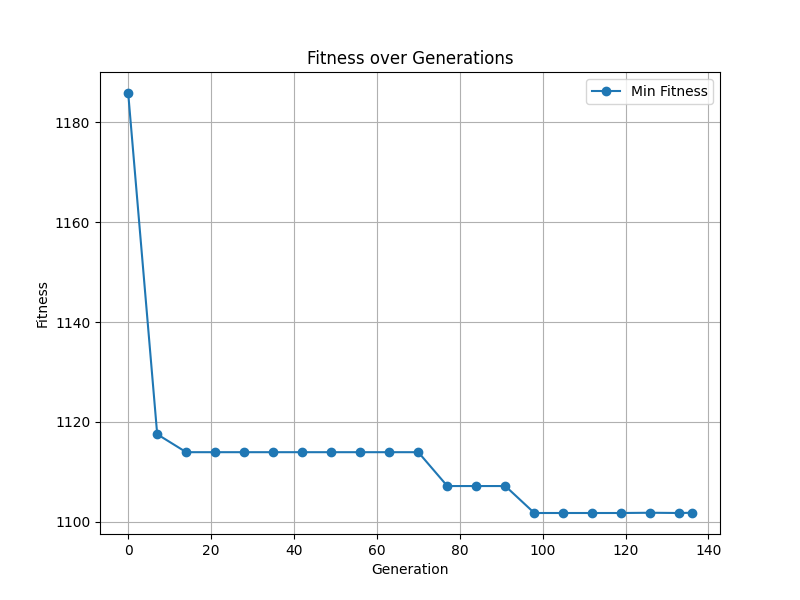 Fitness over Generations
Min Fitness
1180
1160
1140
1120
1100
Fitness
0 20 40 60 80 100 120 140
Generation